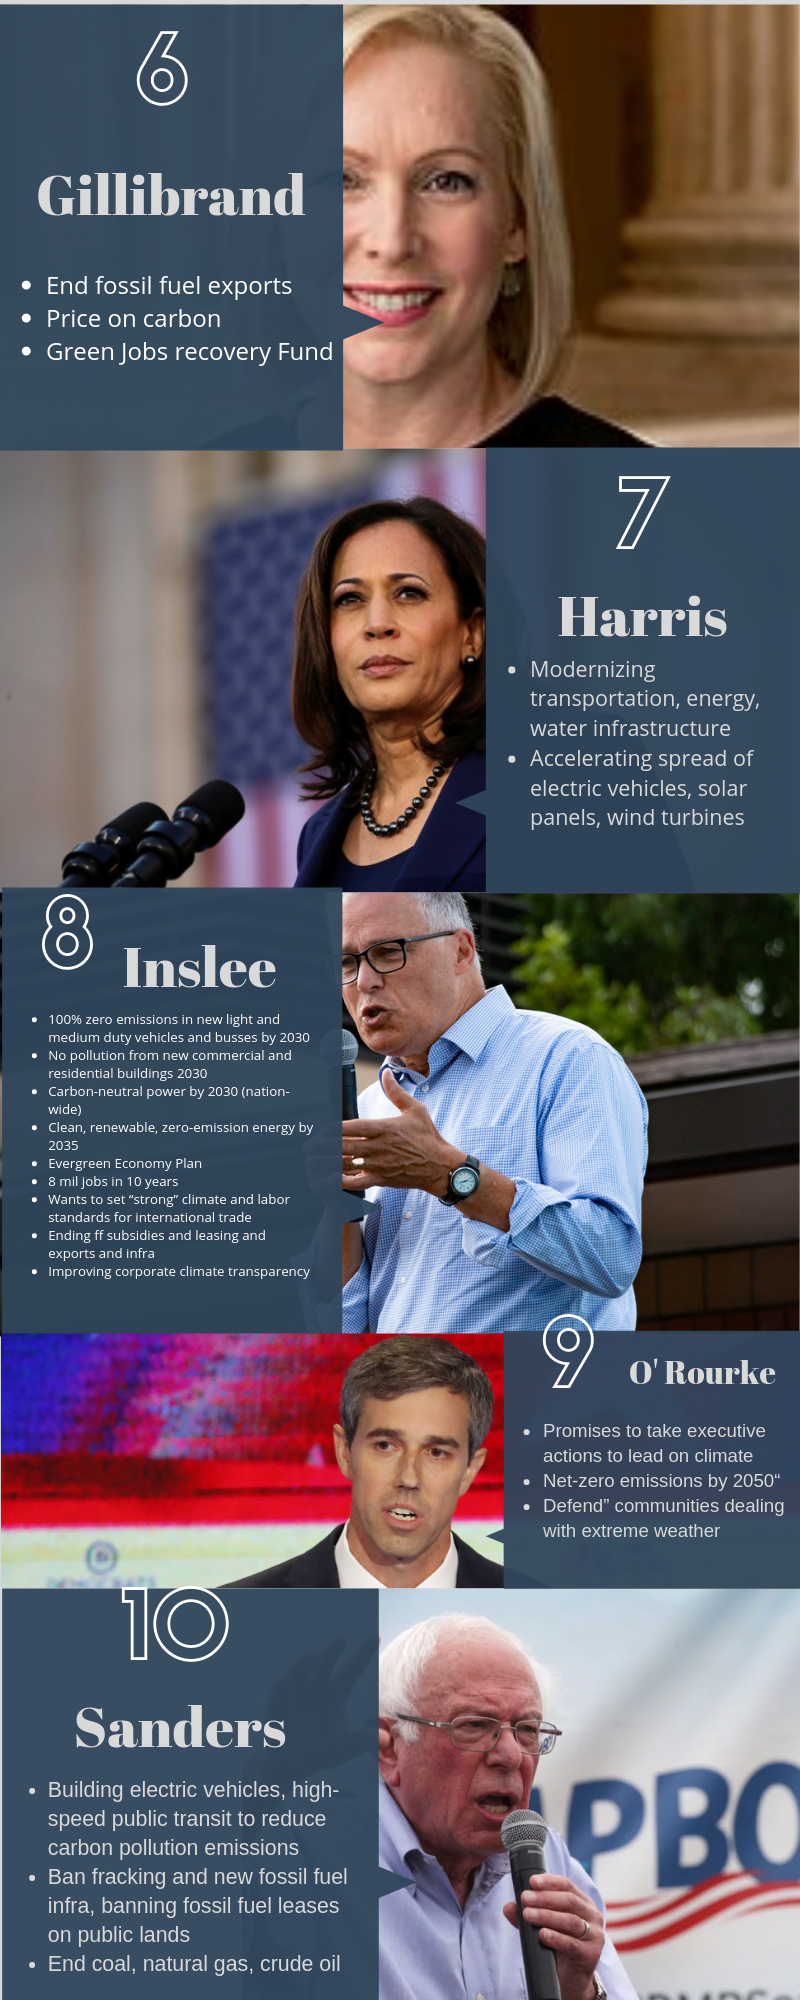 6
Gillibrand
• End fossil fuel exports
• Price on carbon
• Green Jobs recovery Fund
7
Harris
• Modernizing
transportation, energy,
water infrastructure
• Accelerating spread of
electric vehicles, solar
panels, wind turbines
8
Inslee
• 100% zero emissions in new light and
medium duty vehicles and busses by 2030
• No pollution from new commercial and
residential buildings 2030
• Carbon-neutral power by 2030 (nation-
wide)
• Clean, renewable, zero-emission energy by
2035
• Evergreen Economy Plan
• 8 mil jobs in 10 years
• Wants to set “strong” climate and labor
standards for international trade
• Ending ff subsidies and leasing and
exports and infra
• Improving corporate climate transparency
9
O' Rourke
• Promises to take executive
actions to lead on climate
• Net-zero emissions by 2050“
• Defend” communities dealing
with extreme weather
10
Sanders
• Building electric vehicles, high-
speed public transit to reduce
carbon pollution emissions
• Ban fracking and new fossil fuel
infra, banning fossil fuel leases
on public lands
• End coal, natural gas, crude oil
APBO